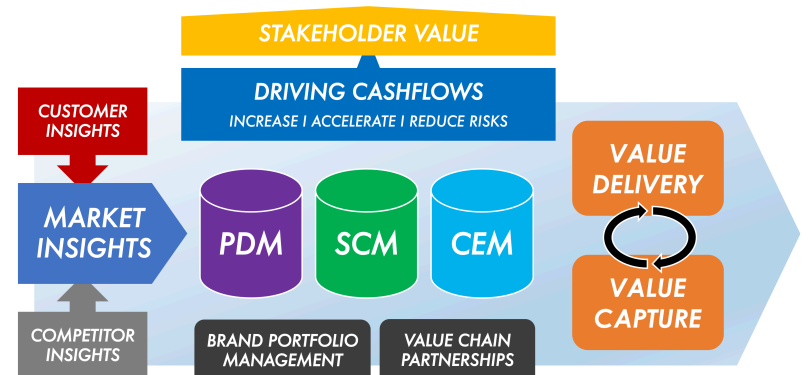 STAKEHOLDER VALUE
DRIVING CASHFLOWS
INCREASE I ACCELERATE I REDUCE RISKS
CUSTOMER
INSIGHTS
MARKET
INSIGHTS
COMPETITOR
INSIGHTS
PDM
SCM
CEM
BRAND PORTFOLIO
MANAGEMENT
VALUE CHAIN
PARTNERSHIPS
VALUE
DELIVERY
VALUE
CAPTURE